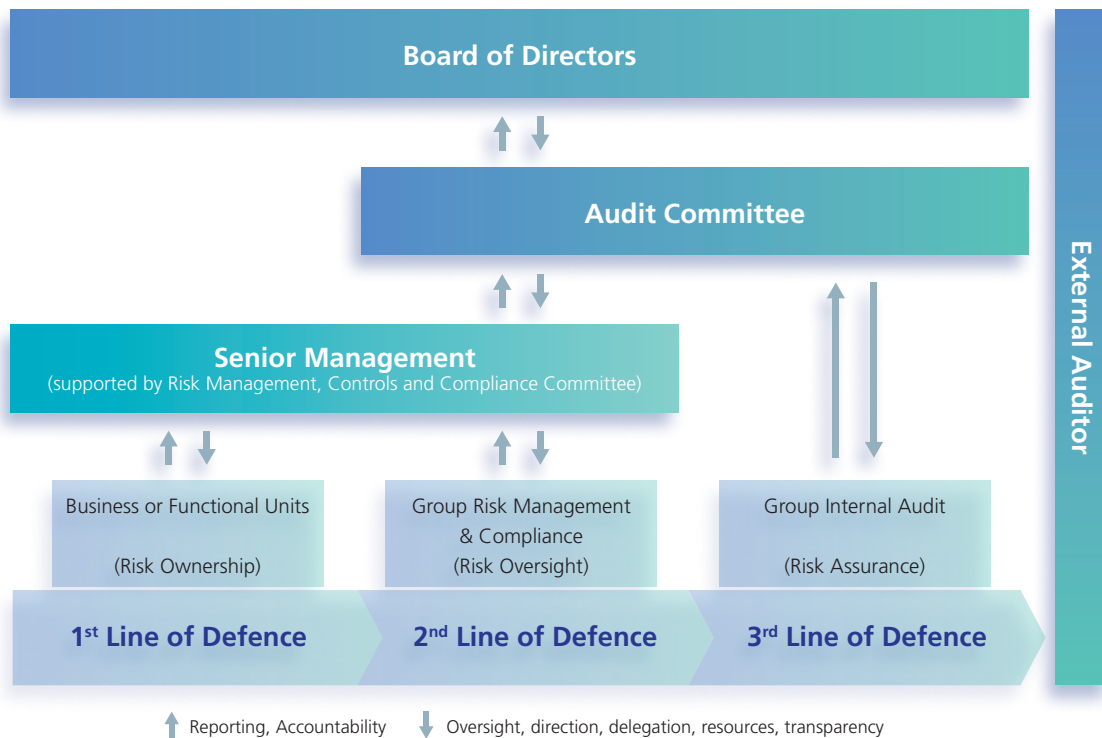 Board of Directors
Audit Committee
Senior Management
(supported by Risk Management, Controls and Compliance Committee)
External Auditor
Business or Functional Units
(Risk Ownership)
Group Risk Management
& Compliance
(Risk Oversight)
Group Internal Audit
(Risk Assurance)
1st Line of Defence
2nd Line of Defence
3rd Line of Defence
Reporting, Accountability
Oversight, direction, delegation, resources, transparency